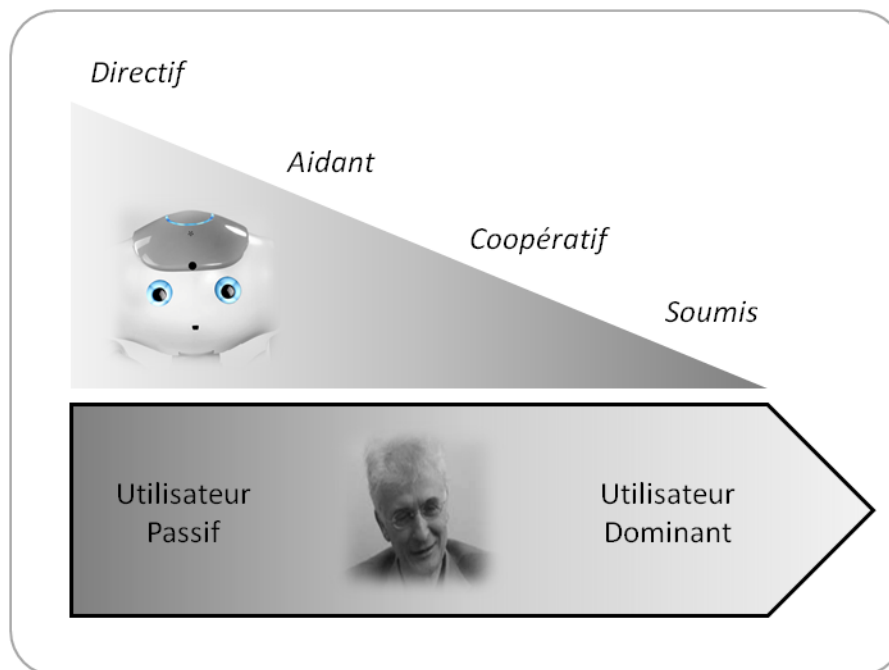 Directif
Aidant
Coopératif
Soumis
Utilisateur
Passif
Utilisateur
Dominant